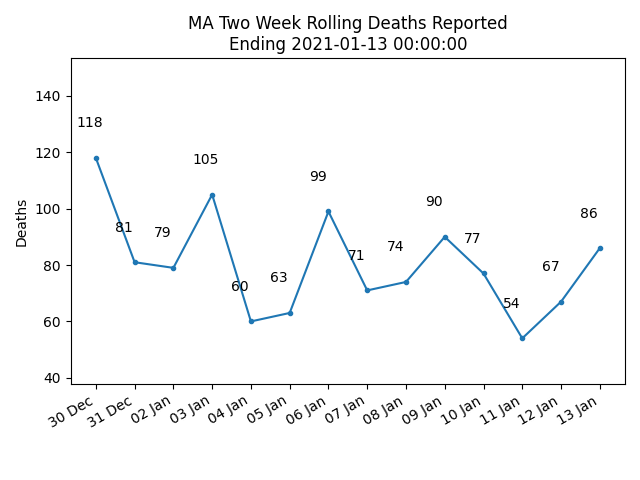 MA Two Week Rolling Deaths Reported
Ending 2021-01-13 00:00:00
Deaths
140
120
100
80
60
40
118
81
79
105
60
63
99
71
74
90
77
54
67
86
30 Dec
31 Dec
02 Jan
03 Jan
04 Jan
05 Jan
06 Jan
07 Jan
08 Jan
09 Jan
10 Jan
11 Jan
12 Jan
13 Jan